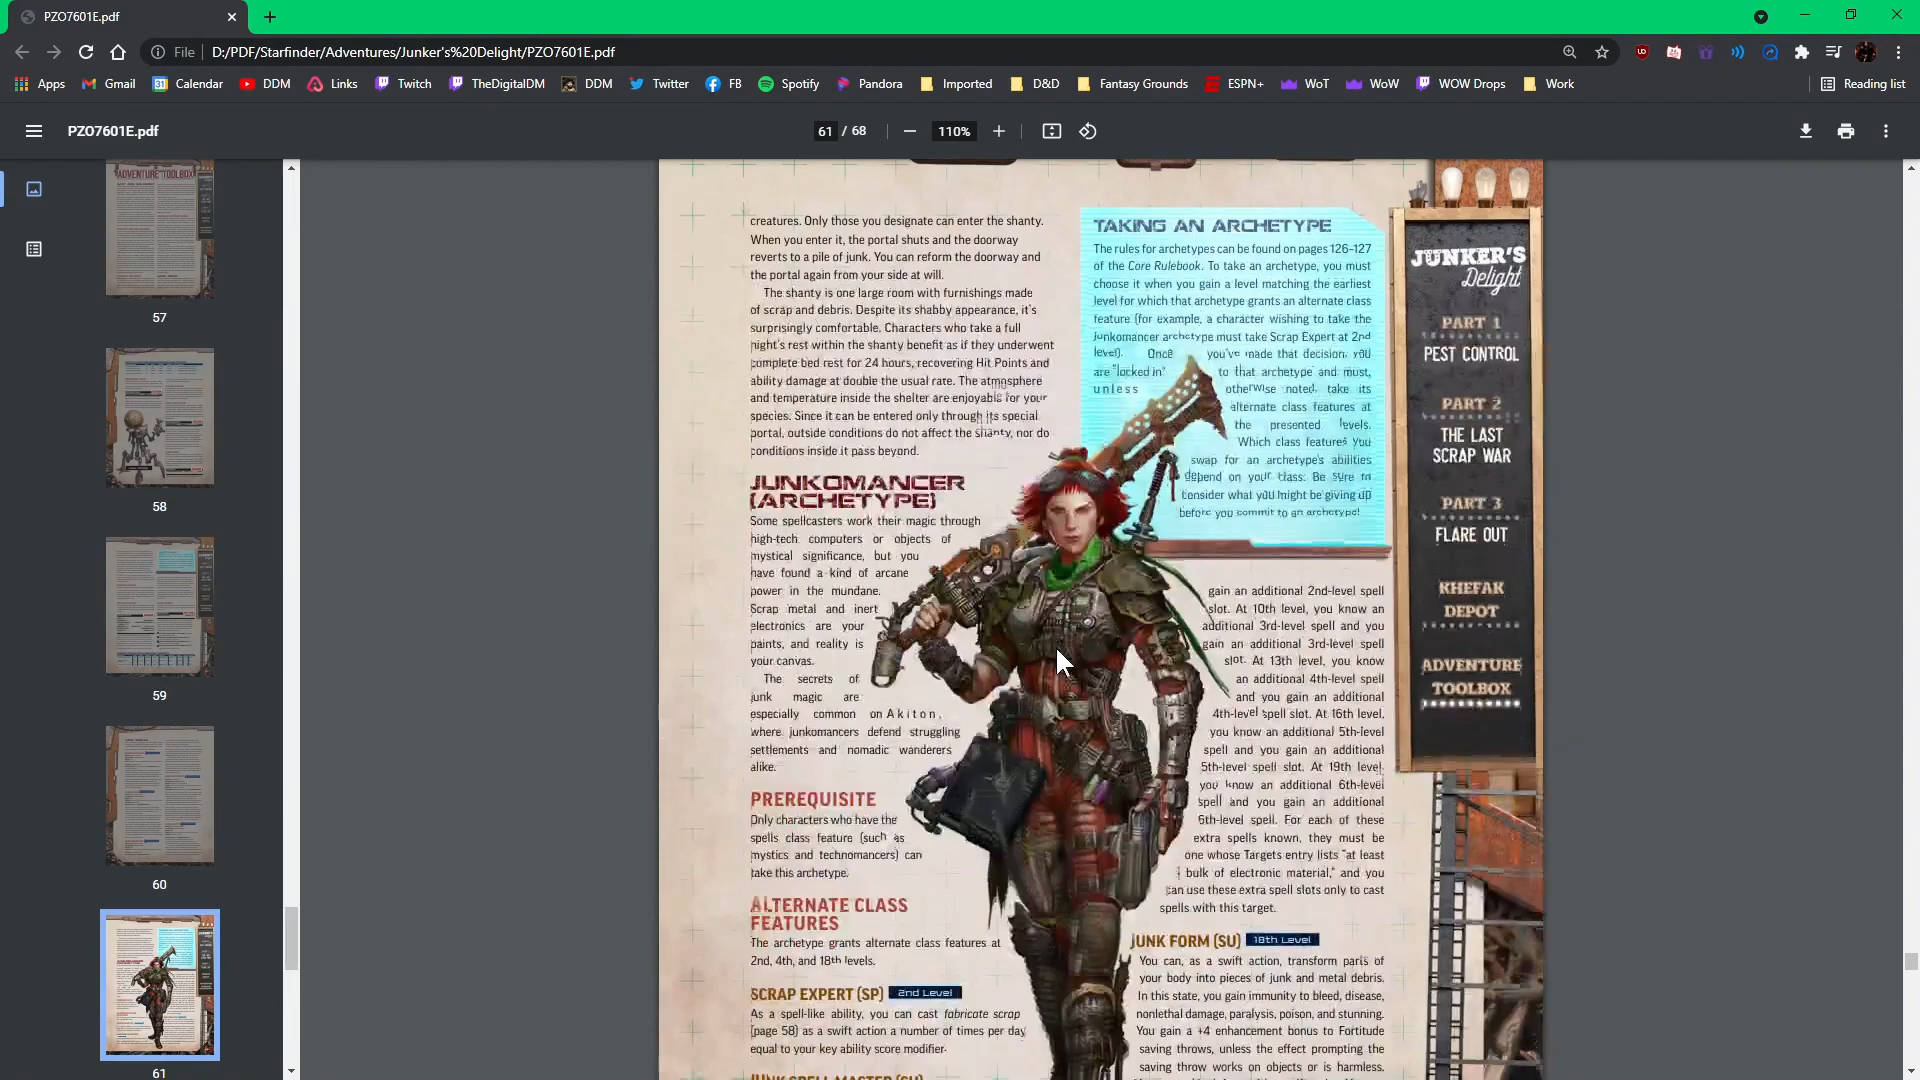 PZO7601E.pdf
File D:/PDF/Starfinder/Adventures/Junker's%20Delight/PZO7601E.pdf
Apps Gmail Calendar DDM Links Twitch TheDigitalDM DDM Twitter FB Spotify Pandora Imported D&D Fantasy Grounds ESPN+ WoT WoW WOW Drops Work Reading list
PZO7601E.pdf 61 / 68 110%
57
58
59
60
61
creatures. Only those you designate can enter the shanty.
When you enter it, the portal shuts and the doorway
reverts to a pile of junk. You can reform the doorway and
the portal again from your side at will.
The shanty is one large room with furnishings made
of scrap and debris. Despite its shabby appearance, it's
surprisingly comfortable. Characters who take a full
night's rest within the shanty benefit as if they underwent
complete bed rest for 24 hours, recovering Hit Points and
ability damage at double the usual rate. The atmosphere
and temperature inside the shelter are enjoyable for your
species. Since it can be entered only through its special
portal, outside conditions do not affect the shanty, nor do
conditions inside it pass beyond.
JUNKOMANCER
(ARCHETYPE)
Some spellcasters work their magic through
high-tech computers or objects of
mystical significance, but you
have found a kind of arcane
power in the mundane.
Scrap metal and inert
electronics are your
paints, and reality is
your canvas.
The secrets of
junk magic are
especially common on Akiton,
where junkomancers defend struggling
settlements and nomadic wanderers
alike.
PREREQUISITE
Only characters who have the
spells class feature (such as
mystics and technomancers) can
take this archetype.
ALTERNATE CLASS
FEATURES
The archetype grants alternate class features at
2nd, 4th, and 18th levels.
SCRAP EXPERT (SP) 2nd Level
As a spell-like ability, you can cast fabricate scrap
(page 58) as a swift action a number of times per day
equal to your key ability score modifier.
JUNK SPELL MASTER (SU)
TAKING AN ARCHETYPE
The rules for archetypes can be found on pages 126–127
of the Core Rulebook. To take an archetype, you must
choose it when you gain a level matching the earliest
level for which that archetype grants an alternate class
feature (for example, a character wishing to take the
junkomancer archetype must take Scrap Expert at 2nd
level). Once you've made that decision, you
are "locked in" to that archetype and must,
unless otherwise noted, take its
alternate class features at
the presented levels.
Which class features you
swap for an archetype's abilities
depend on your class. Be sure to
consider what you might be giving up
before you commit to an archetype!
gain an additional 2nd-level spell
slot. At 10th level, you know an
additional 3rd-level spell and you
gain an additional 3rd-level spell
slot. At 13th level, you know
an additional 4th-level spell
and you gain an additional
4th-level spell slot. At 16th level,
you know an additional 5th-level
spell and you gain an additional
5th-level spell slot. At 19th level,
you know an additional 6th-level
spell and you gain an additional
6th-level spell slot. For each of these
extra spells known, they must be
one whose Targets entry lists "at least
1 bulk of electronic material," and you
can use these extra spell slots only to cast
spells with this target.
JUNK FORM (SU) 18th Level
You can, as a swift action, transform parts of
your body into pieces of junk and metal debris.
In this state, you gain immunity to bleed, disease,
nonlethal damage, paralysis, poison, and stunning.
You gain a +4 enhancement bonus to Fortitude
saving throws, unless the effect prompting the
saving throw works on objects or is harmless.
JUNKER'S
Delight
PART 1
PEST CONTROL
PART 2
THE LAST
SCRAP WAR
PART 3
FLARE OUT
KHEFAK
DEPOT
ADVENTURE
TOOLBOX